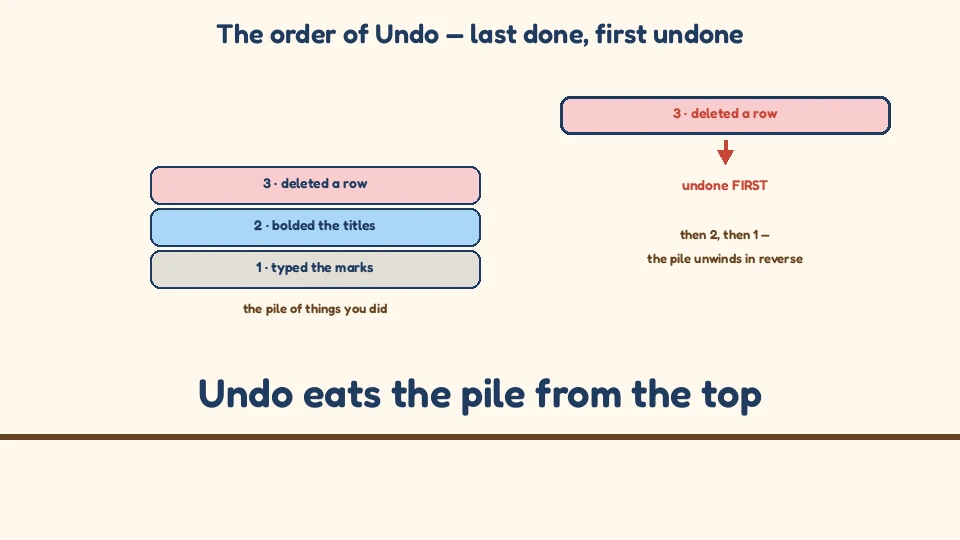 The order of Undo — last done, first undone
3 · deleted a row
2 · bolded the titles
1 · typed the marks
the pile of things you did
3 · deleted a row
undone FIRST
then 2, then 1 —
the pile unwinds in reverse
Undo eats the pile from the top